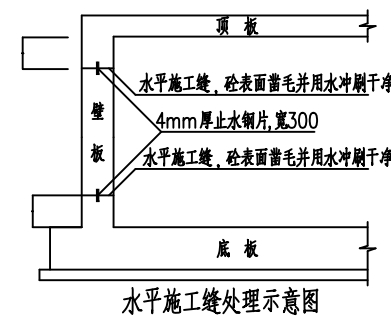 顶板
水平施工缝，砼表面凿毛并用水冲刷干净
壁板
4mm厚止水钢片,宽300
水平施工缝，砼表面凿毛并用水冲刷干净
底板
水平施工缝处理示意图